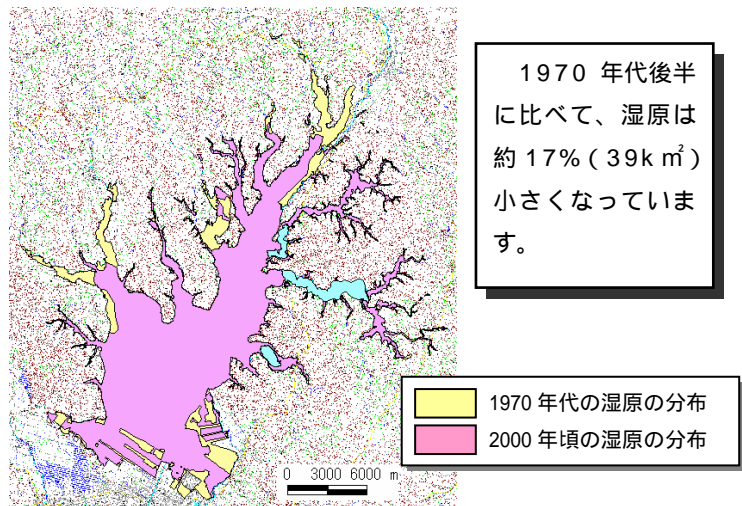 1970 年代後半
に比べて、湿原は
約 17%（39k㎡）
小さくなっていま
す。
1970 年代の湿原の分布
2000 年頃の湿原の分布
0 3000 6000 m